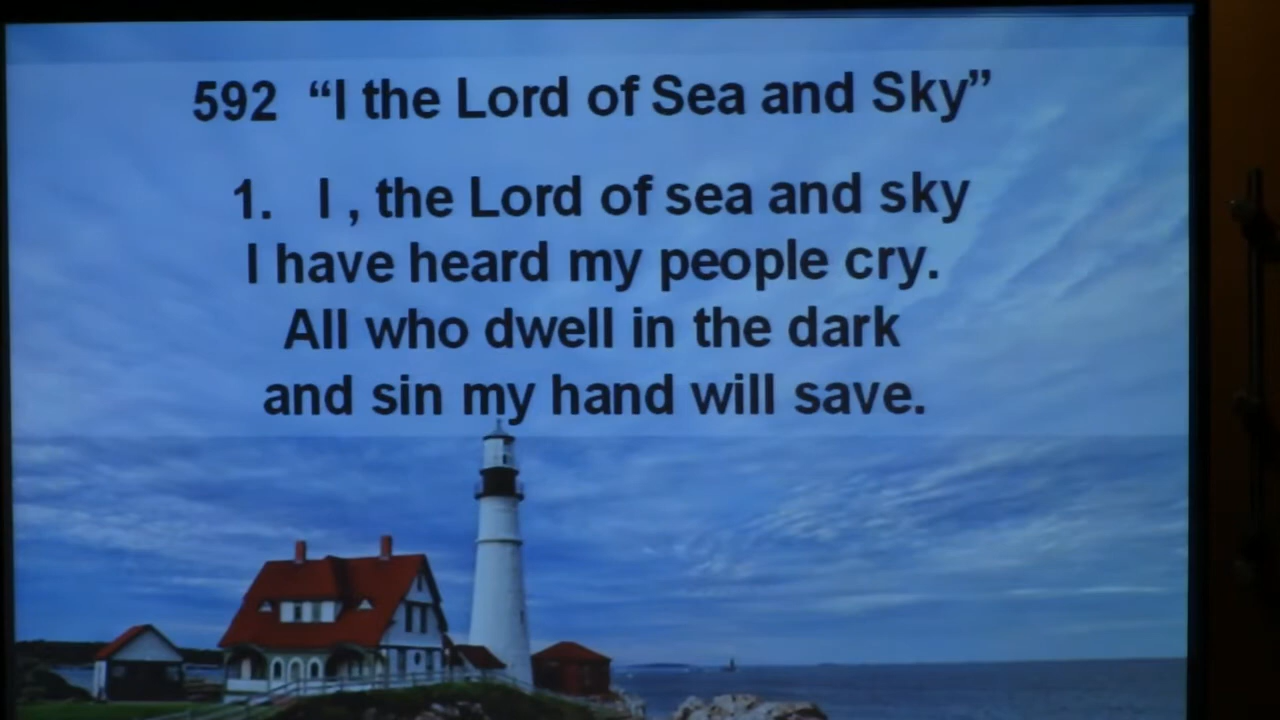 592 “I the Lord of Sea and Sky”
1. I , the Lord of sea and sky
I have heard my people cry.
All who dwell in the dark
and sin my hand will save.